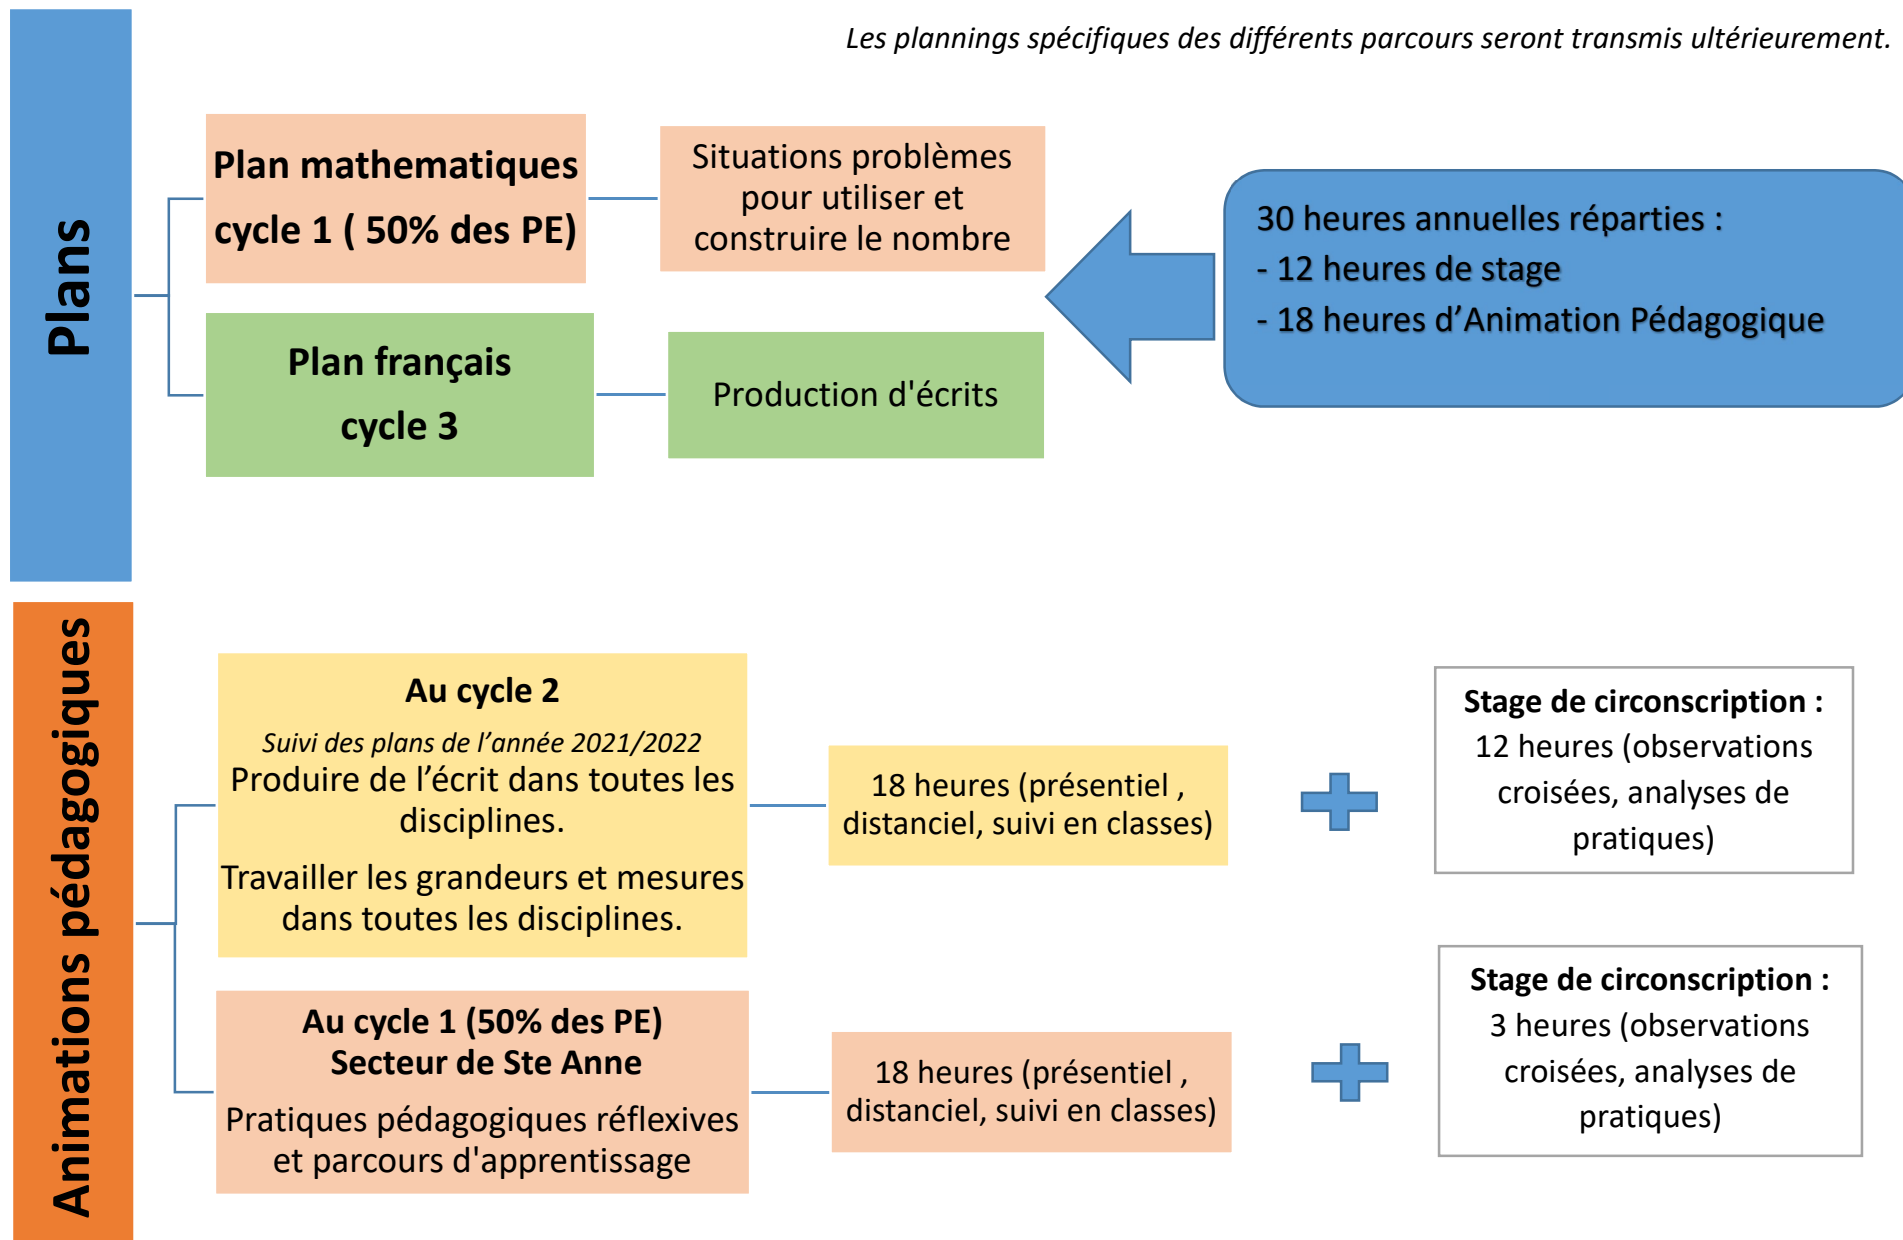 Les plannings spécifiques des différents parcours seront transmis ultérieurement.
Plans
Plan mathematiques
cycle 1 ( 50% des PE)
Situations problèmes
pour utiliser et
construire le nombre
Plan français
cycle 3
Production d'écrits
30 heures annuelles réparties :
- 12 heures de stage
- 18 heures d’Animation Pédagogique
Animations pédagogiques
Au cycle 2
Suivi des plans de l’année 2021/2022
Produire de l’écrit dans toutes les
disciplines.
Travailler les grandeurs et mesures
dans toutes les disciplines.
18 heures (présentiel ,
distanciel, suivi en classes)
Stage de circonscription :
12 heures (observations
croisées, analyses de
pratiques)
Au cycle 1 (50% des PE)
Secteur de Ste Anne
Pratiques pédagogiques réflexives
et parcours d'apprentissage
18 heures (présentiel ,
distanciel, suivi en classes)
Stage de circonscription :
3 heures (observations
croisées, analyses de
pratiques)